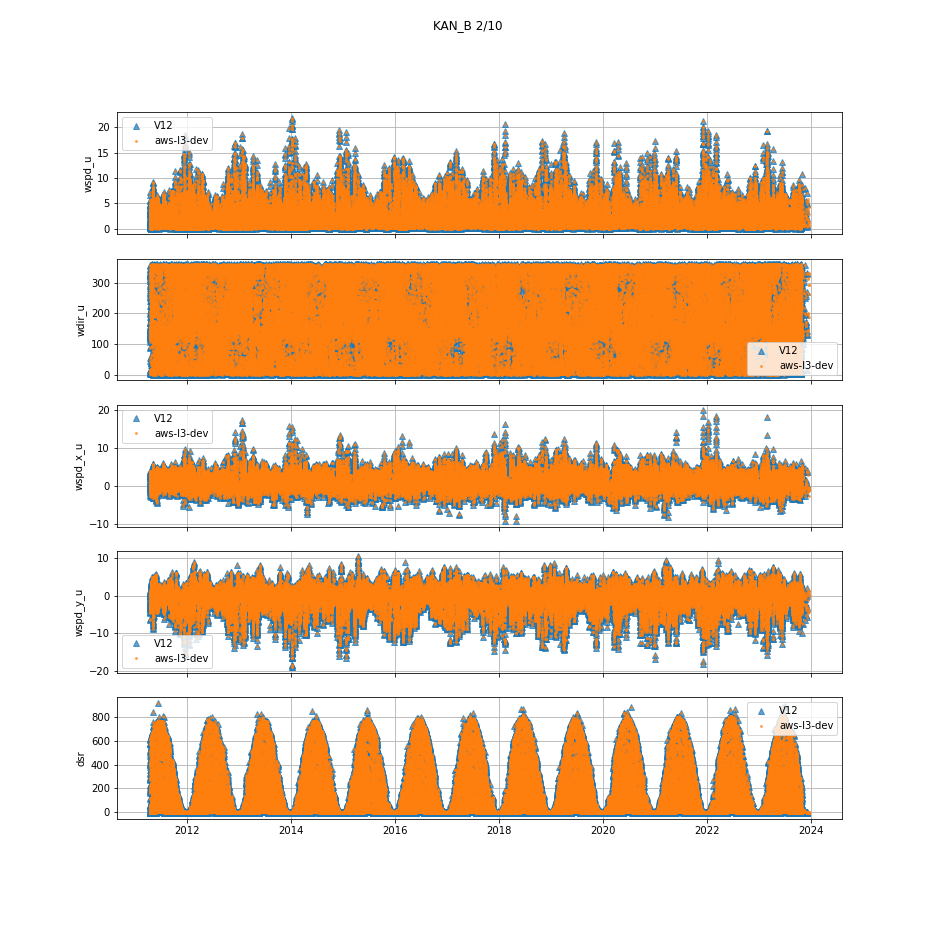 KAN_B 2/10
V12
aws-l3-dev
20
15
10
5
0
wspd_u
300
200
100
0
wdir_u
V12
aws-l3-dev
V12
aws-l3-dev
20
10
0
−10
wspd_x_u
10
0
−10
−20
wspd_y_u
V12
aws-l3-dev
V12
aws-l3-dev
800
600
400
200
0
dsr
2012
2014
2016
2018
2020
2022
2024